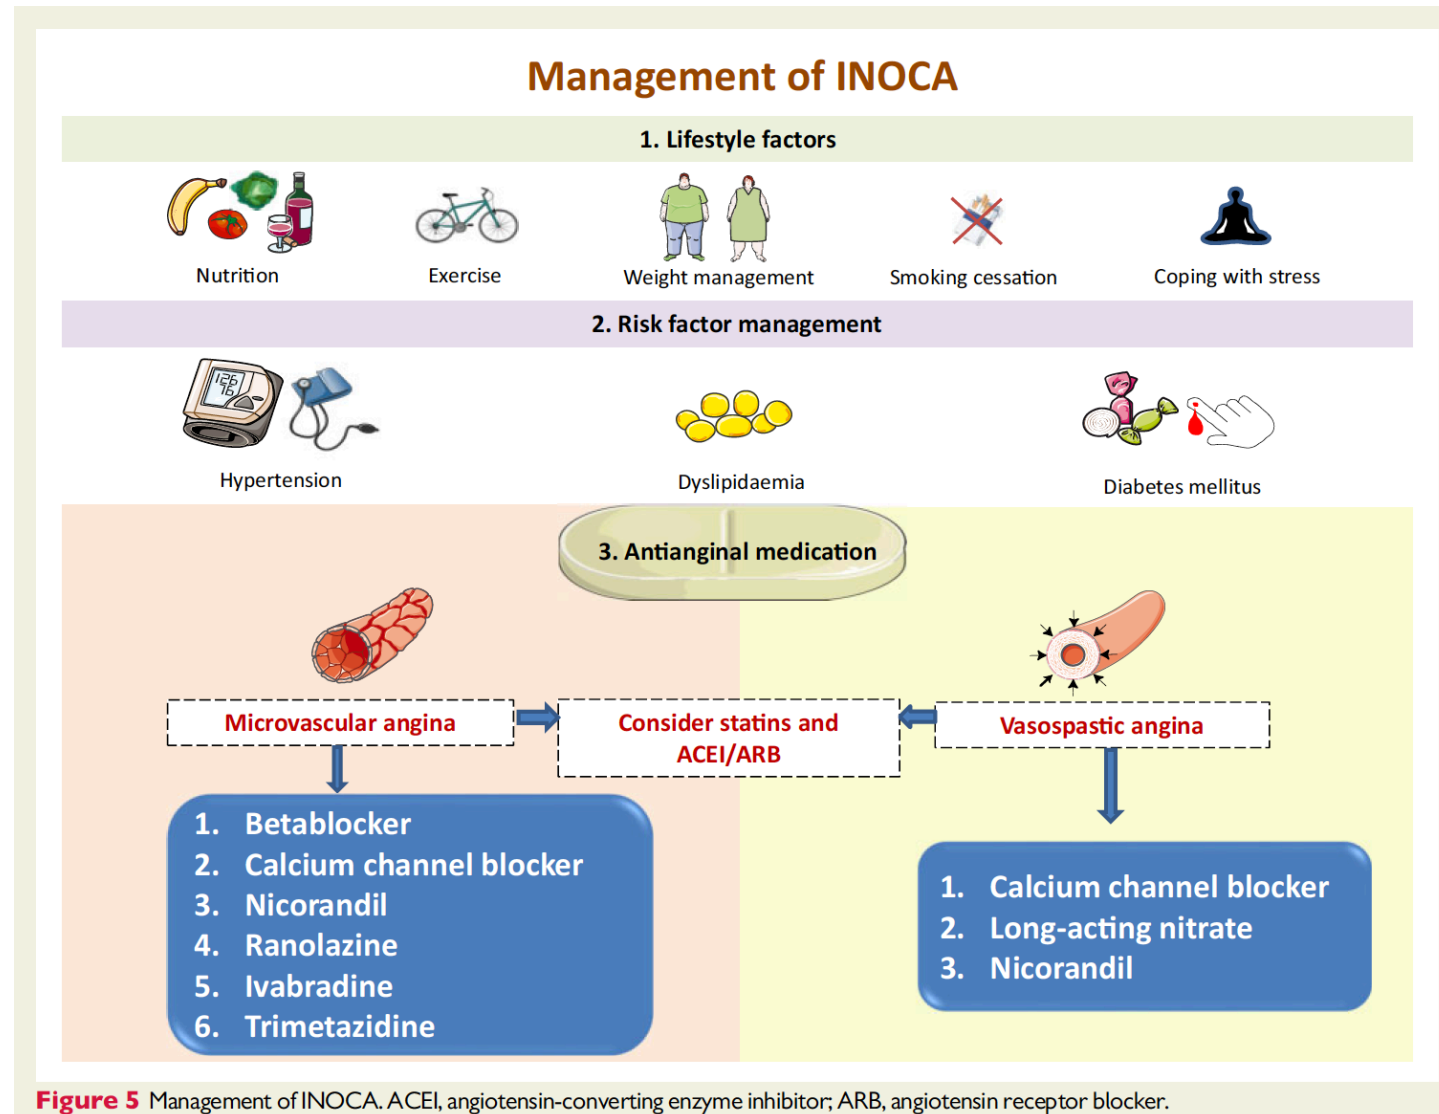 Management of INOCA
1. Lifestyle factors
Nutrition
Exercise
Weight management
Smoking cessation
Coping with stress
2. Risk factor management
126
76
Hypertension
Dyslipidaemia
Diabetes mellitus
3. Antianginal medication
Microvascular angina
Consider statins and
ACEI/ARB
Vasospastic angina
1. Betablocker
2. Calcium channel blocker
3. Nicorandil
4. Ranolazine
5. Ivabradine
6. Trimetazidine
1. Calcium channel blocker
2. Long-acting nitrate
3. Nicorandil
Figure 5 Management of INOCA. ACEI, angiotensin-converting enzyme inhibitor; ARB, angiotensin receptor blocker.